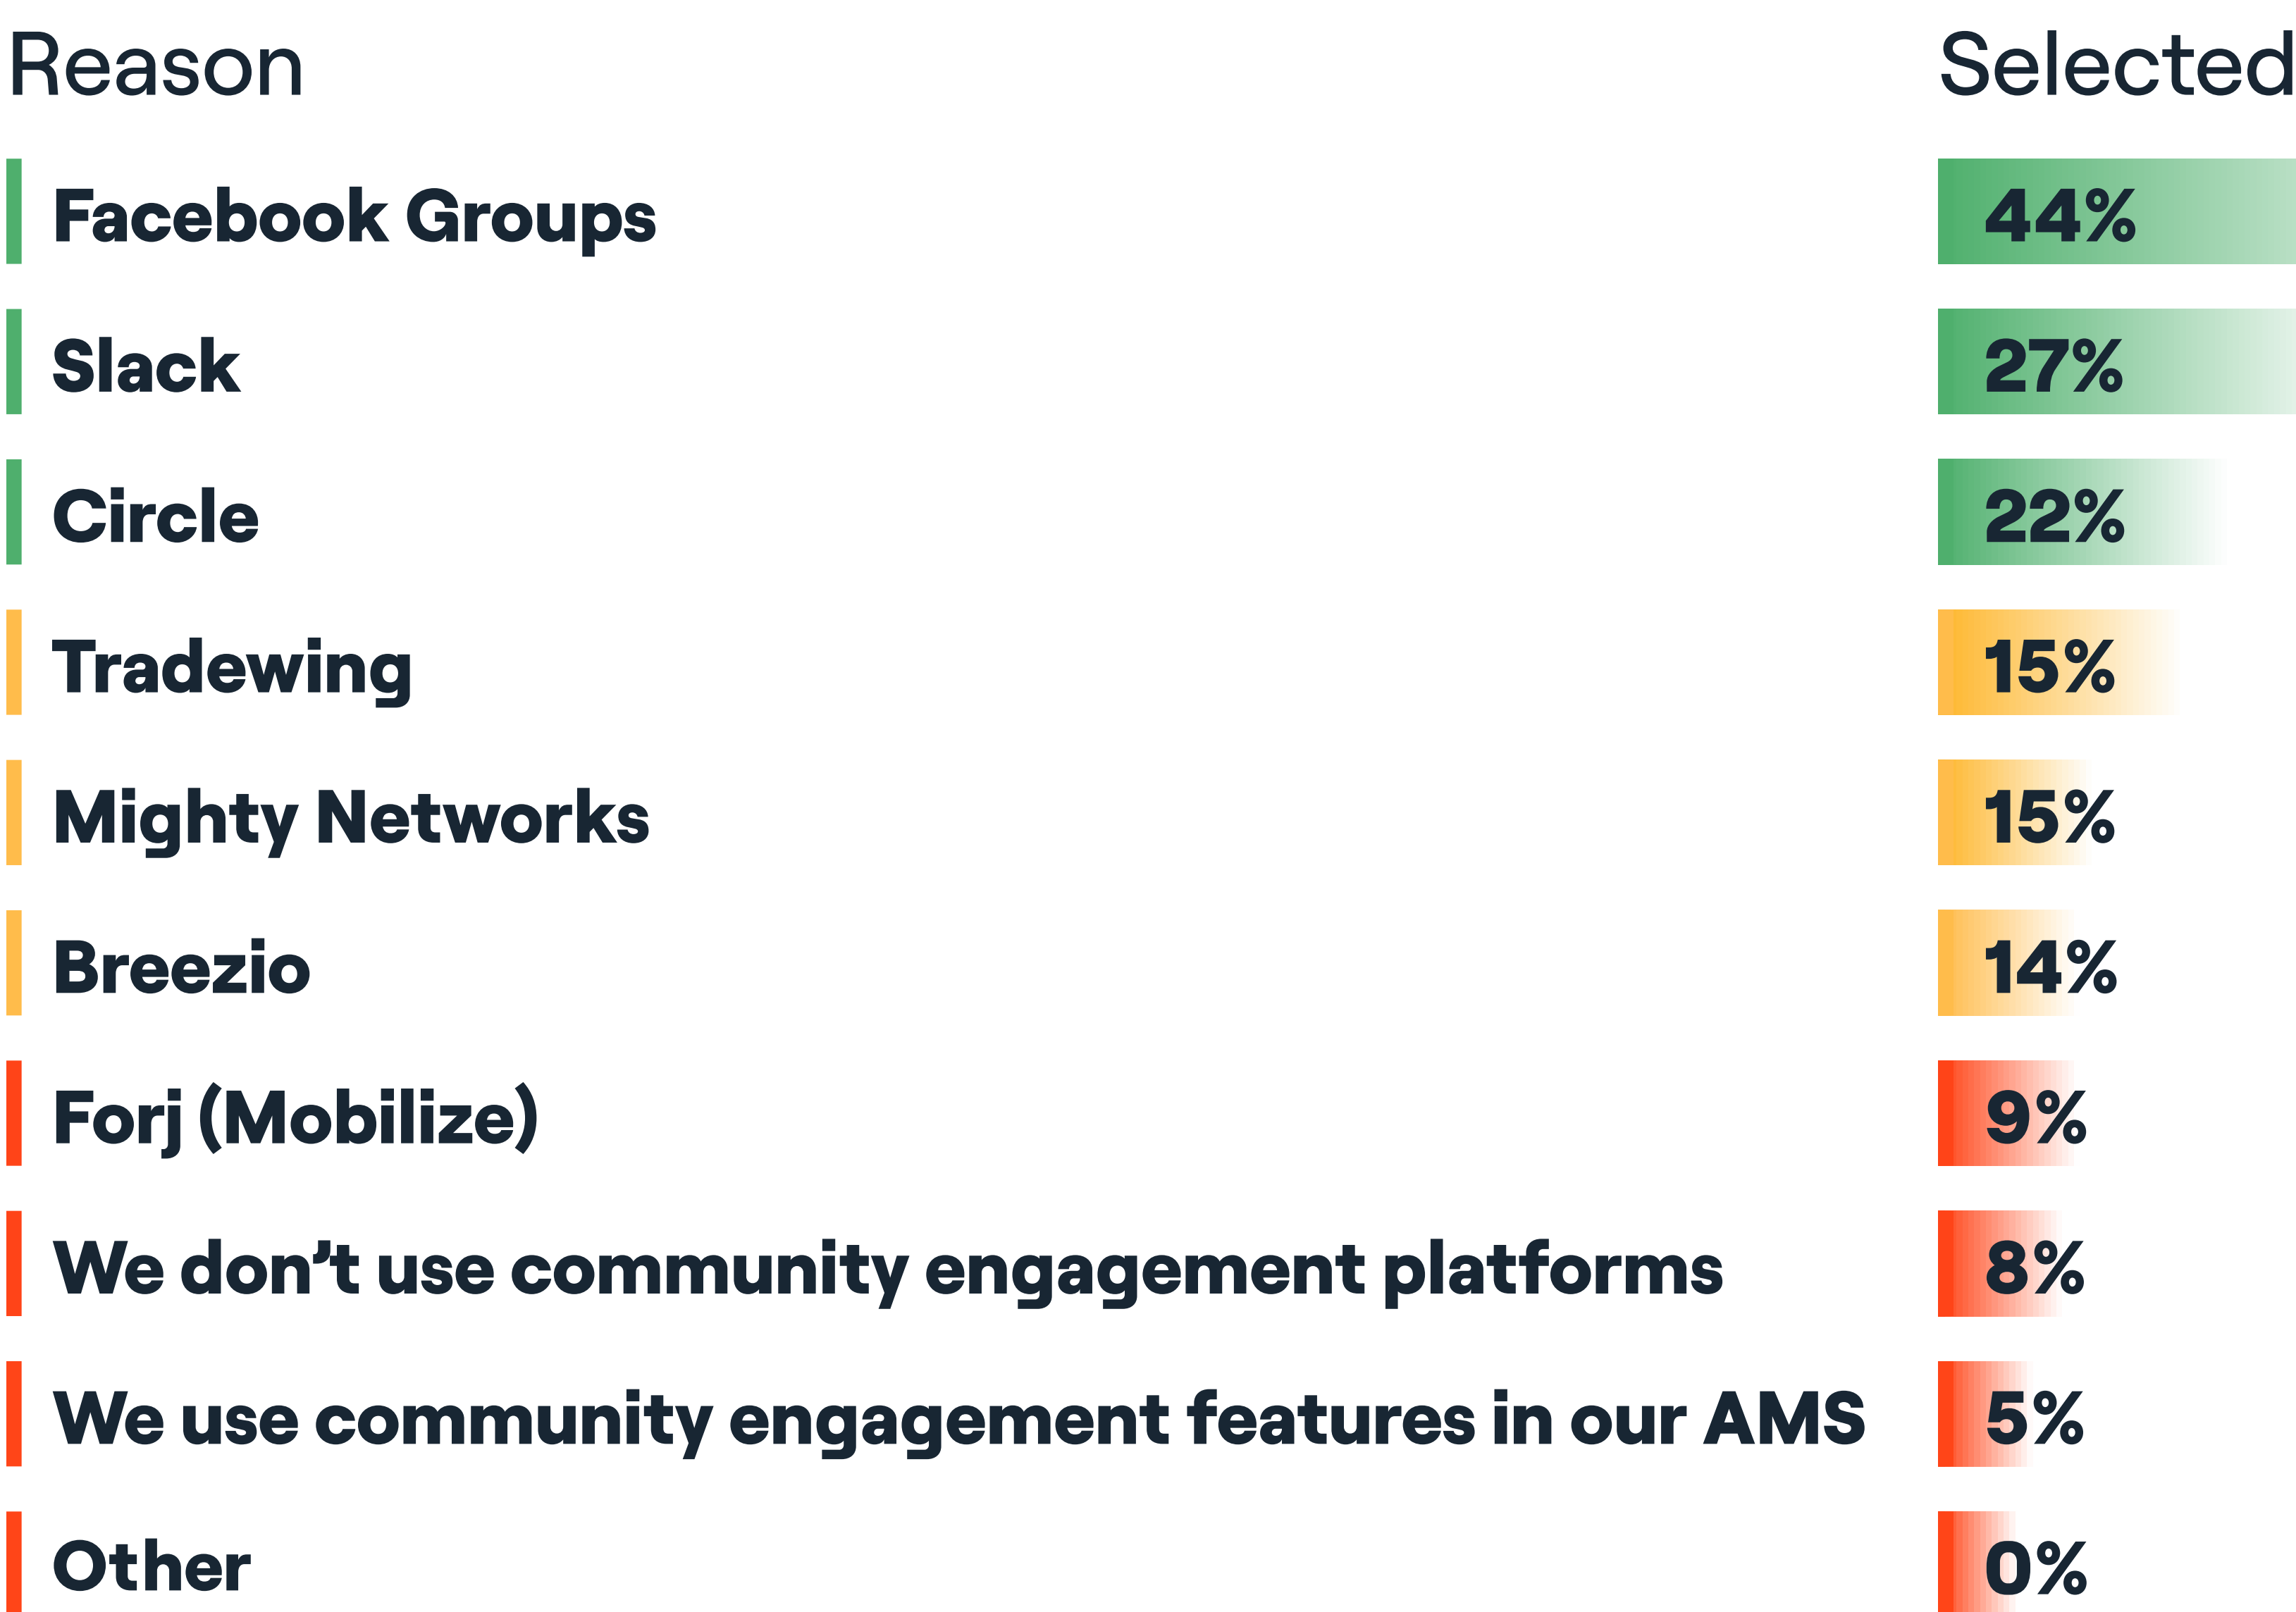 Reason Selected
Facebook Groups 44%
Slack 27%
Circle 22%
Tradewing 15%
Mighty Networks 15%
Breezio 14%
Forj (Mobilize) 9%
We don’t use community engagement platforms 8%
We use community engagement features in our AMS 5%
Other 0%